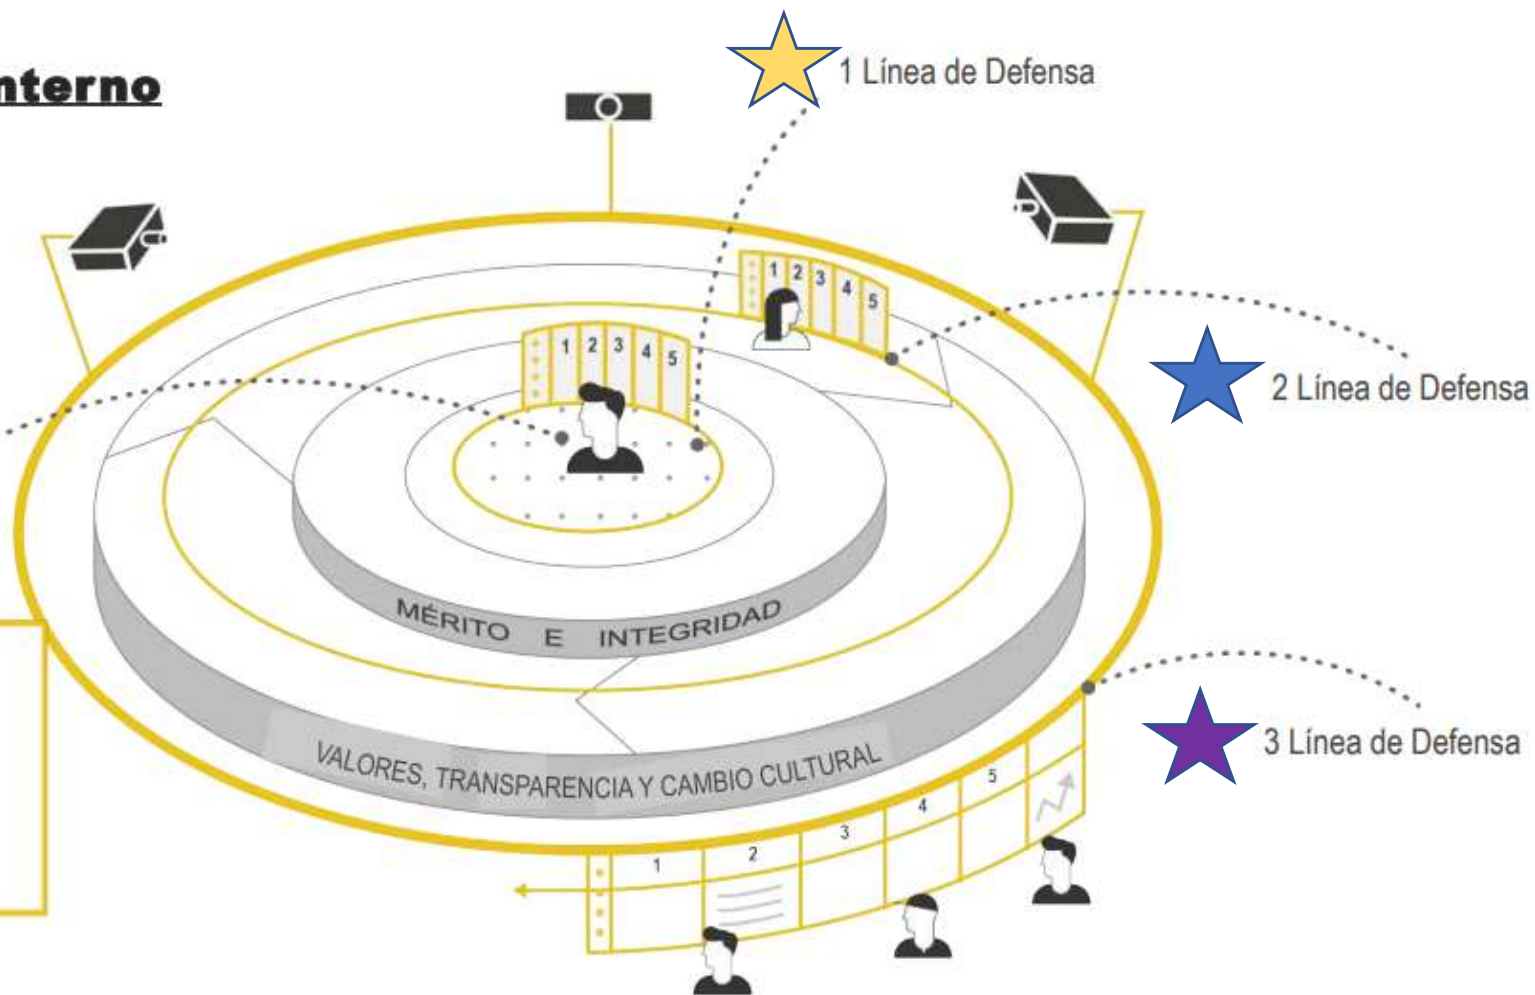 nterno
1 Línea de Defensa
1 2 3 4 5
1 2 3 4 5
2 Línea de Defensa
MÉRITO E INTEGRIDAD
3 Línea de Defensa
VALORES, TRANSPARENCIA Y CAMBIO CULTURAL
1 2 3 4 5